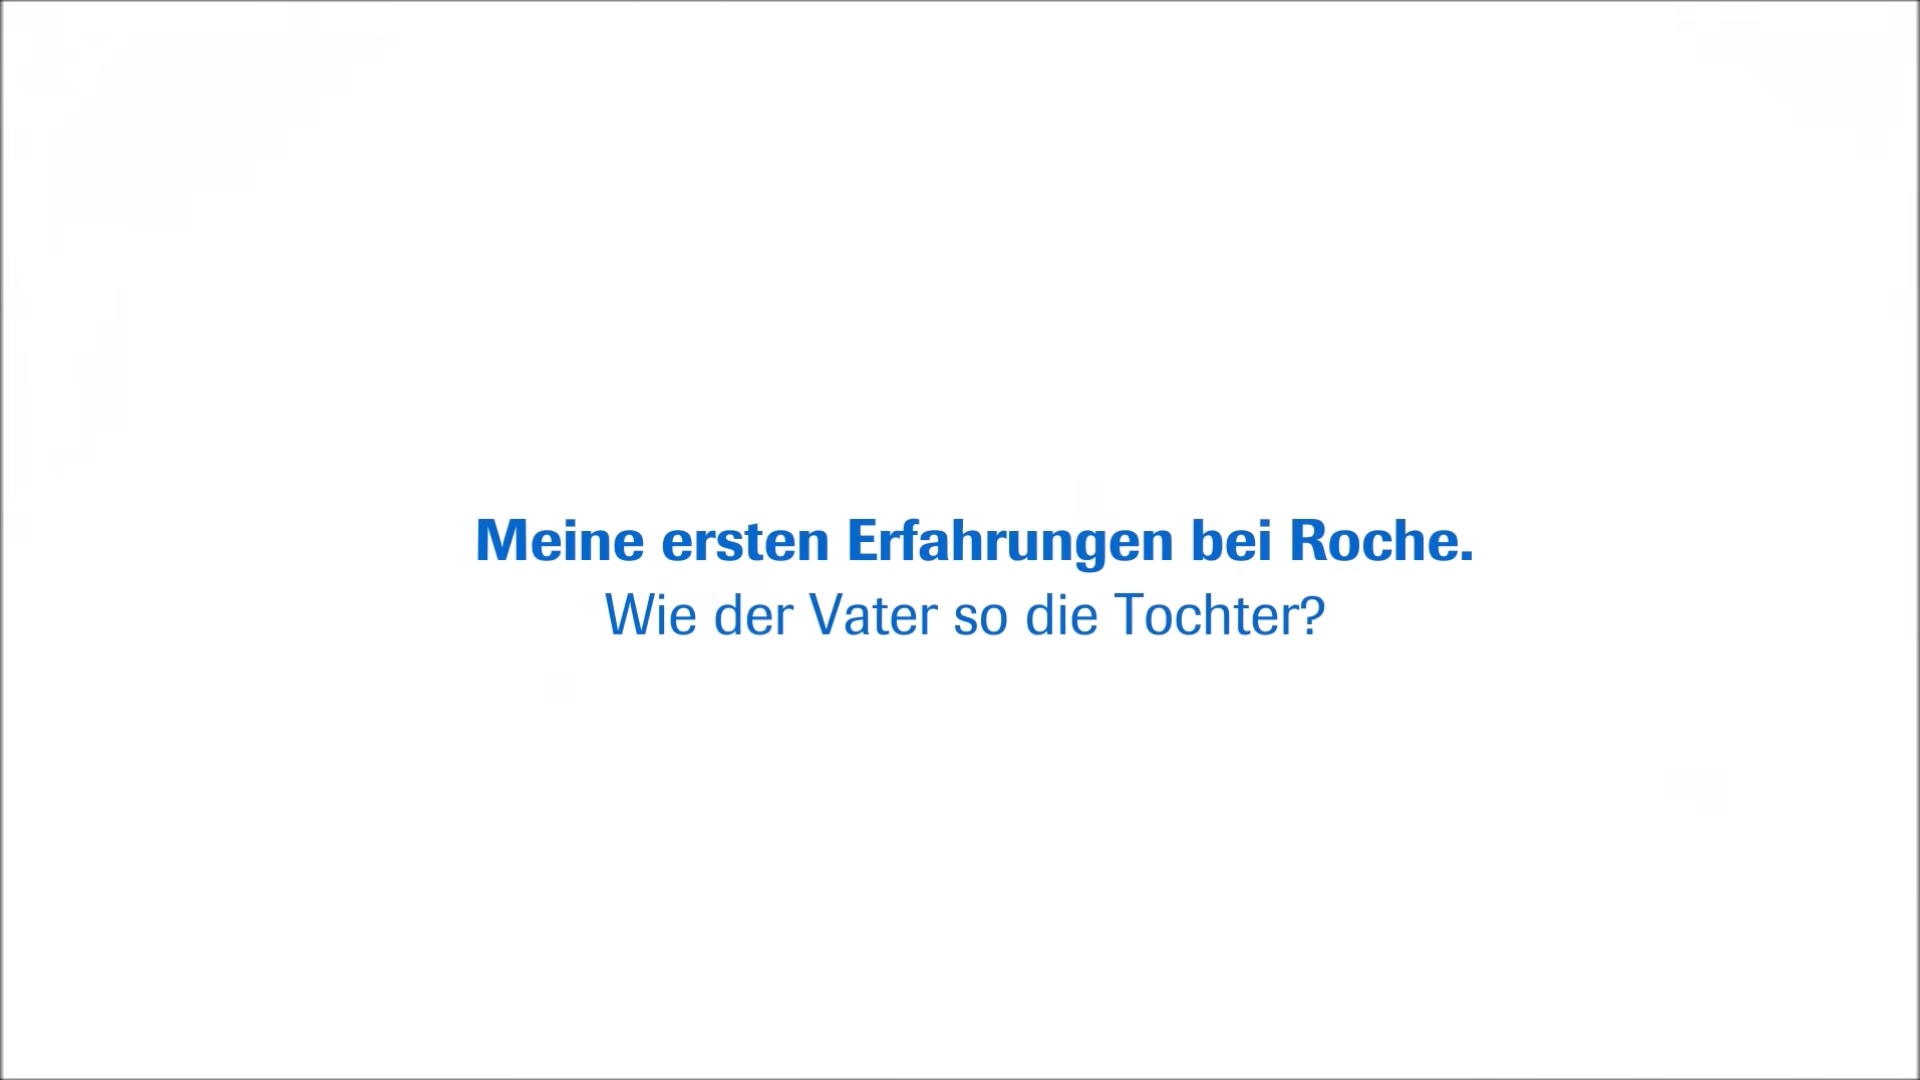 Meine ersten Erfahrungen bei Roche.
Wie der Vater so die Tochter?